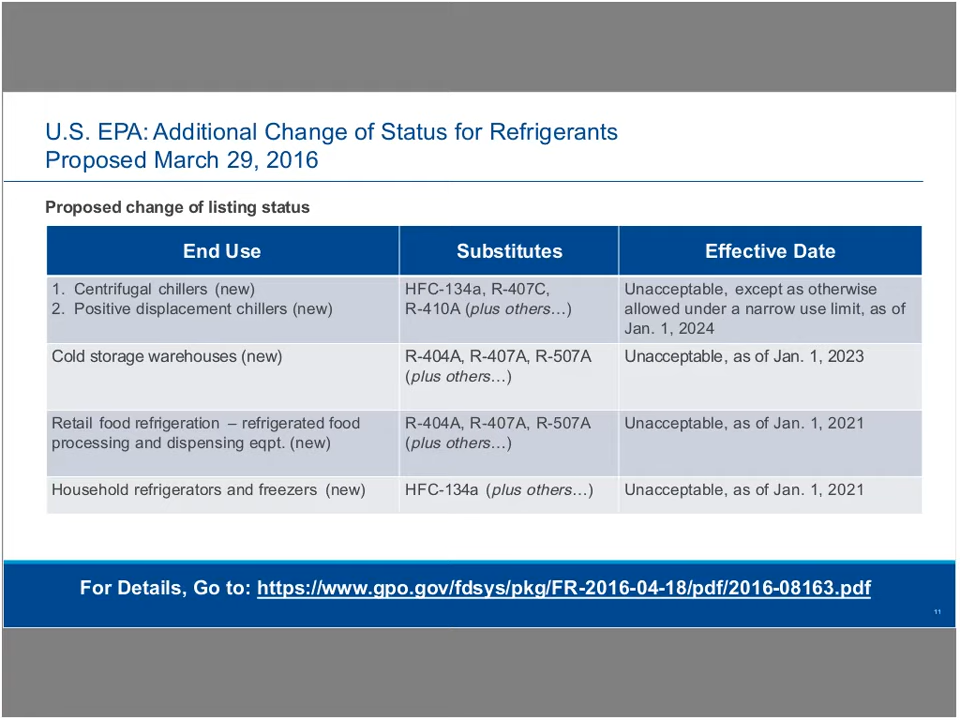 U.S. EPA: Additional Change of Status for Refrigerants
Proposed March 29, 2016
Proposed change of listing status
End Use
Substitutes
Effective Date
1. Centrifugal chillers (new)
2. Positive displacement chillers (new)
HFC-134a, R-407C,
R-410A (plus others…)
Unacceptable, except as otherwise
allowed under a narrow use limit, as of
Jan. 1, 2024
Cold storage warehouses (new)
R-404A, R-407A, R-507A
(plus others…)
Unacceptable, as of Jan. 1, 2023
Retail food refrigeration – refrigerated food
processing and dispensing eqpt. (new)
R-404A, R-407A, R-507A
(plus others…)
Unacceptable, as of Jan. 1, 2021
Household refrigerators and freezers (new)
HFC-134a (plus others…)
Unacceptable, as of Jan. 1, 2021
For Details, Go to: https://www.gpo.gov/fdsys/pkg/FR-2016-04-18/pdf/2016-08163.pdf
11